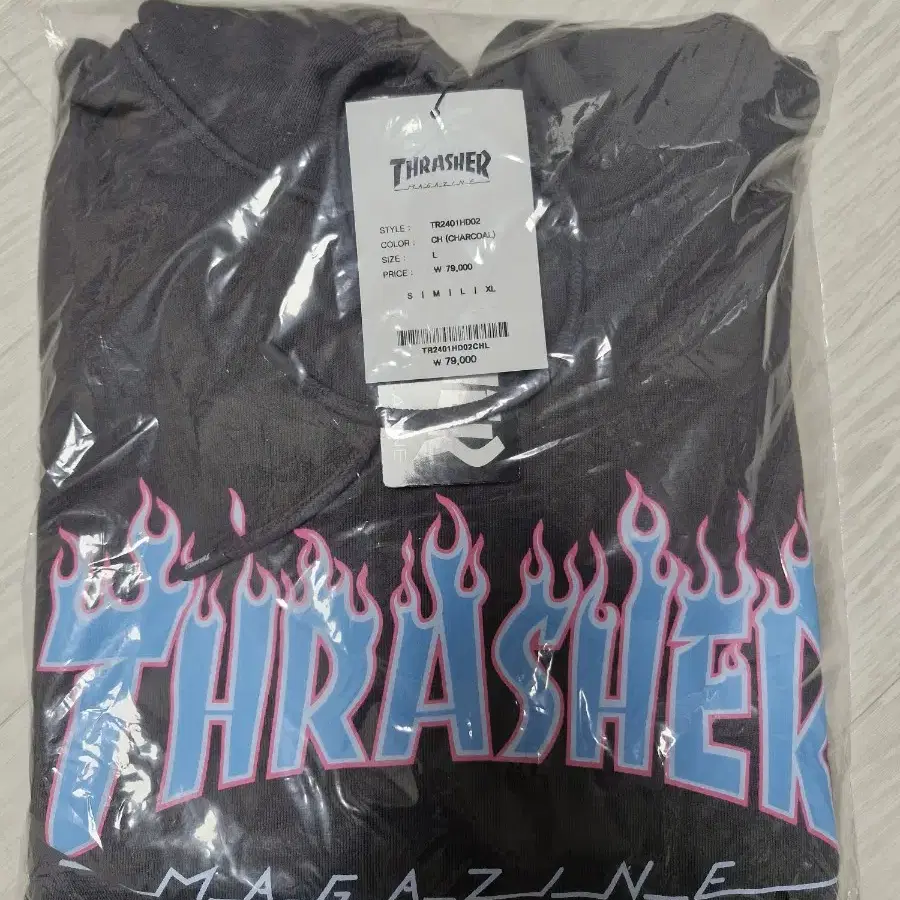 THRASHER
MAGAZINE
STYLE : TR2401HD02
COLOR : CH (CHARCOAL)
SIZE : L
PRICE : ₩ 79,000
S | M | L | XL
TR2401HD02CHL
₩ 79,000
THRASHER
MAGAZINE